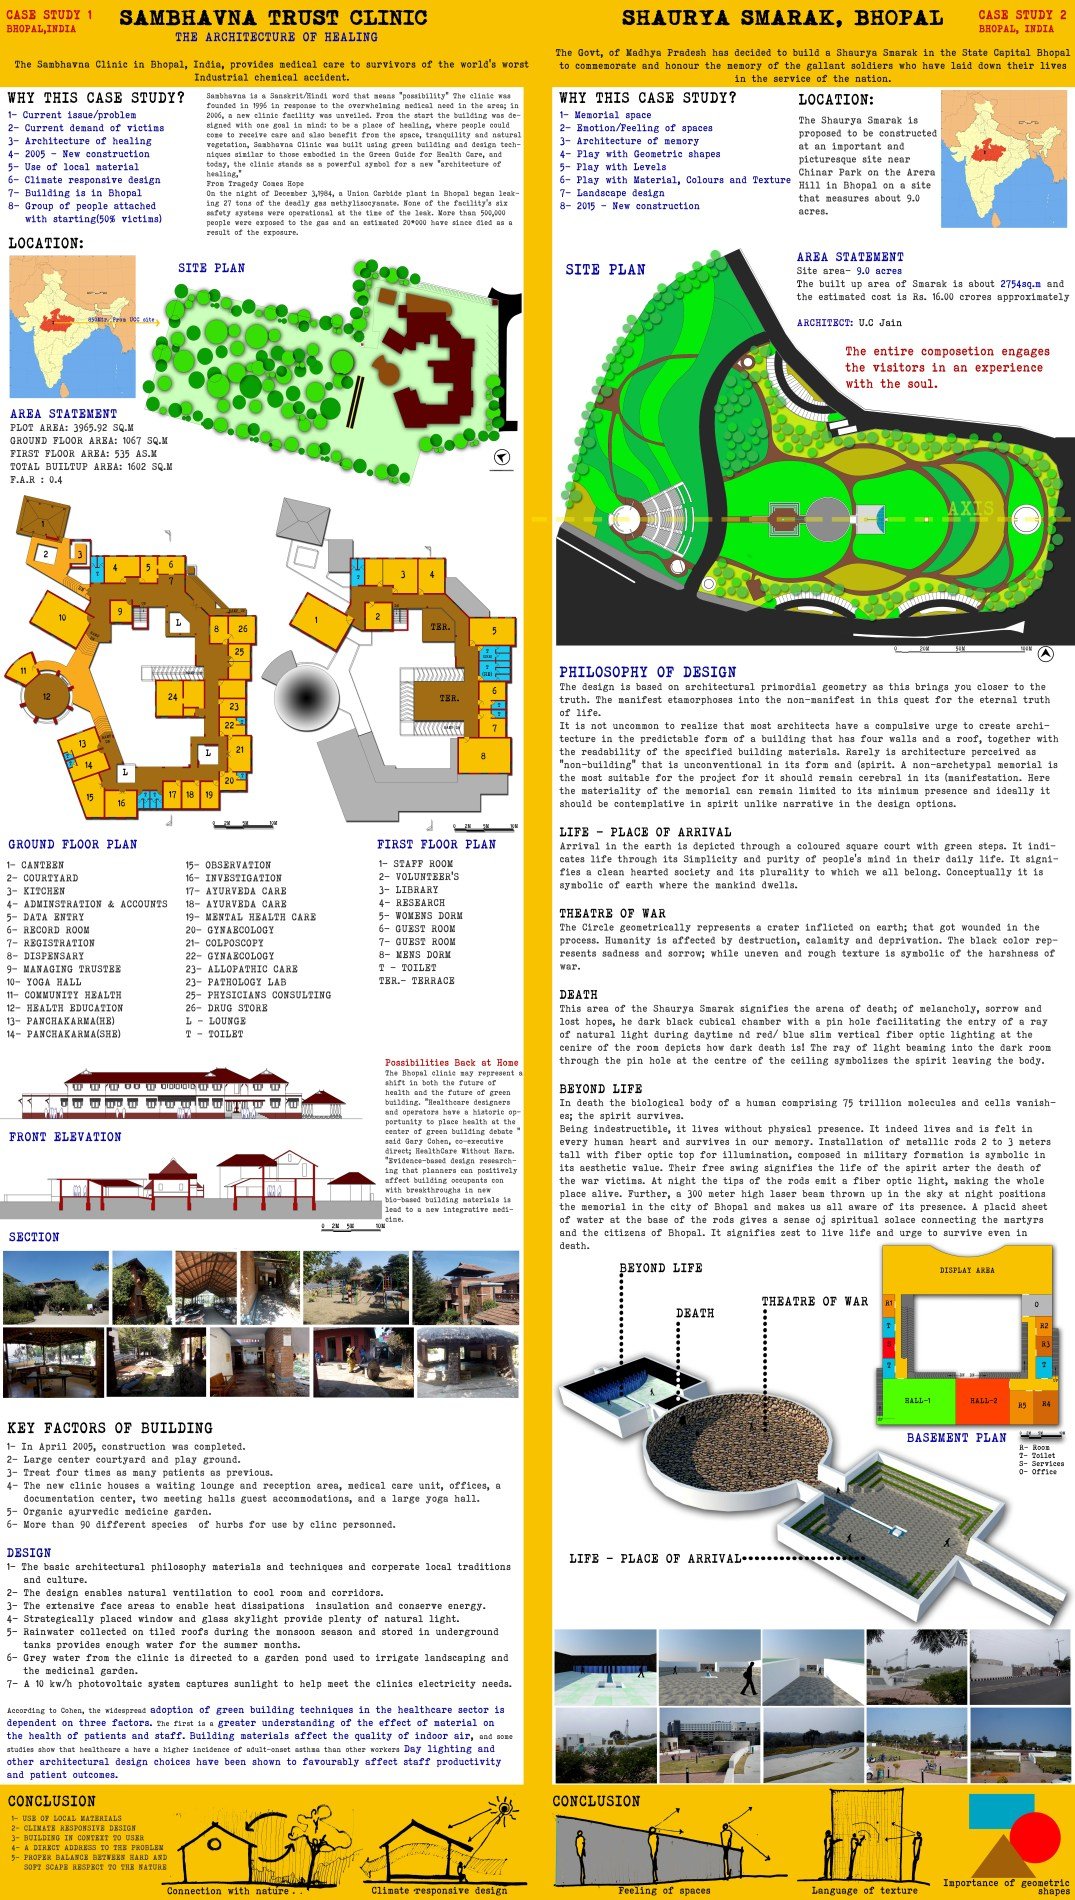 CASE STUDY 1
BHOPAL,INDIA
SAMBHAVNA TRUST CLINIC
THE ARCHITECTURE OF HEALING
The Sambhavna Clinic in Bhopal, India, provides medical care to survivors of the world's worst
Industrial chemical accident.
WHY THIS CASE STUDY?
1- Current issue/problem
2- Current demand of victims
3- Architecture of healing
4- 2005 - New construction
5- Use of local material
6- Climate responsive design
7- Building is in Bhopal
8- Group of people attached
with starting(50% victims)
Sambhavna is a Sanskrit/Hindi word that means "possibility" The clinic was
founded in 1996 in response to the overwhelming medical need in the area; in
2006, a new clinic facility was unveiled. From the start the building was de-
signed with one goal in mind: to be a place of healing, where people could
come to receive care and also benefit from the space, tranquility and natural
vegetation, Sambhavna Clinic was built using green building and design tech-
niques similar to those embodied in the Green Guide for Health Care, and
today, the clinic stands as a powerful symbol for a new "architecture of
healing,"
From Tragedy Comes Hope
On the night of December 3,1984, a Union Carbide plant in Bhopal began leak-
ing 27 tons of the deadly gas methylisocyanate. None of the facility's six
safety systems were operational at the time of the leak. More than 500,000
people were exposed to the gas and an estimated 20*000 have since died as a
result of the exposure.
LOCATION:
SITE PLAN
850Mtr. From UCC site
AREA STATEMENT
PLOT AREA: 3965.92 SQ.M
GROUND FLOOR AREA: 1067 SQ.M
FIRST FLOOR AREA: 535 AS.M
TOTAL BUILTUP AREA: 1602 SQ.M
F.A.R : 0.4
1
2
3
4
5
6
7
8
9
10
11
12
13
14
15
16
17
18
19
20
21
22
23
24
25
26
L
L
L
1
2
3
4
5
6
7
8
TER.
TER.
GROUND FLOOR PLAN
1- CANTEEN
2- COURTYARD
3- KITCHEN
4- ADMINSTRATION & ACCOUNTS
5- DATA ENTRY
6- RECORD ROOM
7- REGISTRATION
8- DISPENSARY
9- MANAGING TRUSTEE
10- YOGA HALL
11- COMMUNITY HEALTH
12- HEALTH EDUCATION
13- PANCHAKARMA(HE)
14- PANCHAKARMA(SHE)
15- OBSERVATION
16- INVESTIGATION
17- AYURVEDA CARE
18- AYURVEDA CARE
19- MENTAL HEALTH CARE
20- GYNAECOLOGY
21- COLPOSCOPY
22- GYNAECOLOGY
23- ALLOPATHIC CARE
23- PATHOLOGY LAB
25- PHYSICIANS CONSULTING
26- DRUG STORE
L - LOUNGE
T - TOILET
FIRST FLOOR PLAN
1- STAFF ROOM
2- VOLUNTEER'S
3- LIBRARY
4- RESEARCH
5- WOMENS DORM
6- GUEST ROOM
7- GUEST ROOM
8- MENS DORM
T - TOILET
TER.- TERRACE
FRONT ELEVATION
SECTION
Possibilities Back at Home
The Bhopal clinic may represent a
shift in both the future of
health and the future of green
building. "Healthcare designers
and operators have a historic op-
portunity to place health at the
center of green building debate "
said Gary Cohen, co-executive
direct; HealthCare Without Harm.
"Evidence-based design research-
ing that planners can positively
affect building occupants con
with breakthroughs in new
bio-based building materials is
lead to a new integrative medi-
cine.
KEY FACTORS OF BUILDING
1- In April 2005, construction was completed.
2- Large center courtyard and play ground.
3- Treat four times as many patients as previous.
4- The new clinic houses a waiting lounge and reception area, medical care unit, offices, a
documentation center, two meeting halls guest accommodations, and a large yoga hall.
5- Organic ayurvedic medicine garden.
6- More than 90 different species of hurbs for use by clinc personned.
DESIGN
1- The basic architectural philosophy materials and techniques and corperate local traditions
and culture.
2- The design enables natural ventilation to cool room and corridors.
3- The extensive face areas to enable heat dissipations insulation and conserve energy.
4- Strategically placed window and glass skylight provide plenty of natural light.
5- Rainwater collected on tiled roofs during the monsoon season and stored in underground
tanks provides enough water for the summer months.
6- Grey water from the clinic is directed to a garden pond used to irrigate landscaping and
the medicinal garden.
7- A 10 kw/h photovoltaic system captures sunlight to help meet the clinics electricity needs.
According to Cohen, the widespread adoption of green building techniques in the healthcare sector is
dependent on three factors. The first is a greater understanding of the effect of material on
the health of patients and staff. Building materials affect the quality of indoor air, and some
studies show that healthcare a have a higher incidence of adult-onset asthma than other workers Day lighting and
other architectural design choices have been shown to favourably affect staff productivity
and patient outcomes.
CONCLUSION
1- USE OF LOCAL MATERIALS
2- CLIMATE RESPONSIVE DESIGN
3- BUILDING IN CONTEXT TO USER
4- A DIRECT ADDRESS TO THE PROBLEM
5- PROPER BALANCE BETWEEN HARD AND
SOFT SCAPE RESPECT TO THE NATURE
Connection with nature..
Climate responsive design
SHAURYA SMARAK, BHOPAL
CASE STUDY 2
BHOPAL, INDIA
The Govt, of Madhya Pradesh has decided to build a Shaurya Smarak in the State Capital Bhopal
to commemorate and honour the memory of the gallant soldiers who have laid down their lives
in the service of the nation.
WHY THIS CASE STUDY?
1- Memorial space
2- Emotion/Feeling of spaces
3- Architecture of memory
4- Play with Geometric shapes
5- Play with Levels
6- Play with Material, Colours and Texture
7- Landscape design
8- 2015 - New construction
LOCATION:
The Shaurya Smarak is
proposed to be constructed
at an important and
picturesque site near
Chinar Park on the Arera
Hill in Bhopal on a site
that measures about 9.0
acres.
SITE PLAN
AREA STATEMENT
Site area- 9.0 acres
The built up area of Smarak is about 2754sq.m and
the estimated cost is Rs. 16.00 crores approximately
ARCHITECT: U.C Jain
The entire composetion engages
the visitors in an experience
with the soul.
AXIS
0 20M 50M 100M
PHILOSOPHY OF DESIGN
The design is based on architectural primordial geometry as this brings you closer to the
truth. The manifest etamorphoses into the non-manifest in this quest for the eternal truth
of life.
It is not uncommon to realize that most architects have a compulsive urge to create archi-
tecture in the predictable form of a building that has four walls and a roof, together with
the readability of the specified building materials. Rarely is architecture perceived as
"non-building" that is unconventional in its form and (spirit. A non-archetypal memorial is
the most suitable for the project for it should remain cerebral in its (manifestation. Here
the materiality of the memorial can remain limited to its minimum presence and ideally it
should be contemplative in spirit unlike narrative in the design options.
LIFE - PLACE OF ARRIVAL
Arrival in the earth is depicted through a coloured square court with green steps. It indi-
cates life through its Simplicity and purity of people's mind in their daily life. It signi-
fies a clean hearted society and its plurality to which we all belong. Conceptually it is
symbolic of earth where the mankind dwells.
THEATRE OF WAR
The Circle geometrically represents a crater inflicted on earth; that got wounded in the
process. Humanity is affected by destruction, calamity and deprivation. The black color rep-
resents sadness and sorrow; while uneven and rough texture is symbolic of the harshness of
war.
DEATH
This area of the Shaurya Smarak signifies the arena of death; of melancholy, sorrow and
lost hopes, he dark black cubical chamber with a pin hole facilitating the entry of a ray
of natural light during daytime nd red/ blue slim vertical fiber optic lighting at the
cenire of the room depicts how dark death is! The ray of light beaming into the dark room
through the pin hole at the centre of the ceiling symbolizes the spirit leaving the body.
BEYOND LIFE
In death the biological body of a human comprising 75 trillion molecules and cells vanish-
es; the spirit survives.
Being indestructible, it lives without physical presence. It indeed lives and is felt in
every human heart and survives in our memory. Installation of metallic rods 2 to 3 meters
tall with fiber optic top for illumination, composed in military formation is symbolic in
its aesthetic value. Their free swing signifies the life of the spirit arter the death of
the war victims. At night the tips of the rods emit a fiber optic light, making the whole
place alive. Further, a 300 meter high laser beam thrown up in the sky at night positions
the memorial in the city of Bhopal and makes us all aware of its presence. A placid sheet
of water at the base of the rods gives a sense oj spiritual solace connecting the martyrs
and the citizens of Bhopal. It signifies zest to live life and urge to survive even in
death.
BEYOND LIFE
DEATH
THEATRE OF WAR
LIFE - PLACE OF ARRIVAL
DISPLAY AREA
R1
T
S
T
O
R2
R3
T
HALL-1
HALL-2
R5
R4
BASEMENT PLAN
R- Room
T- Toilet
S- Services
O- Office
CONCLUSION
Feeling of spaces
Language of texture
Importance of geometric
shapes